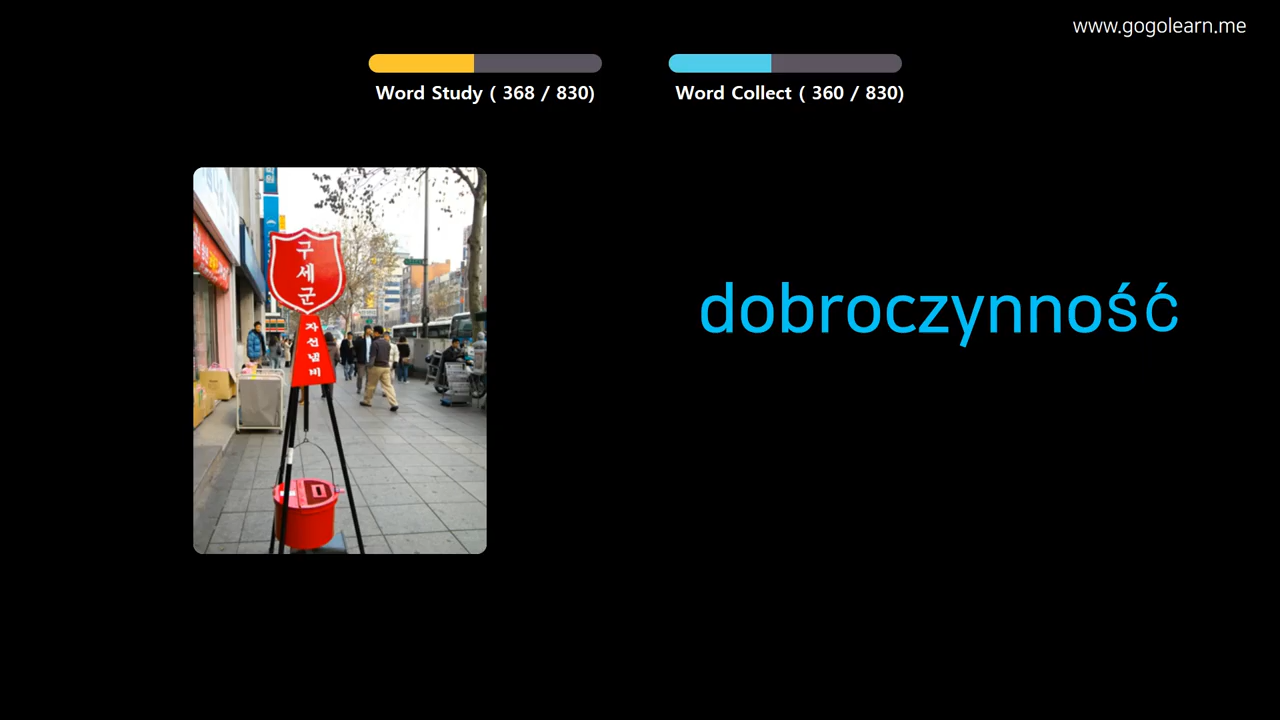 www.gogolearn.me
Word Study ( 368 / 830)
Word Collect ( 360 / 830)
구
세
군
자
선
냄
비
dobroczynność